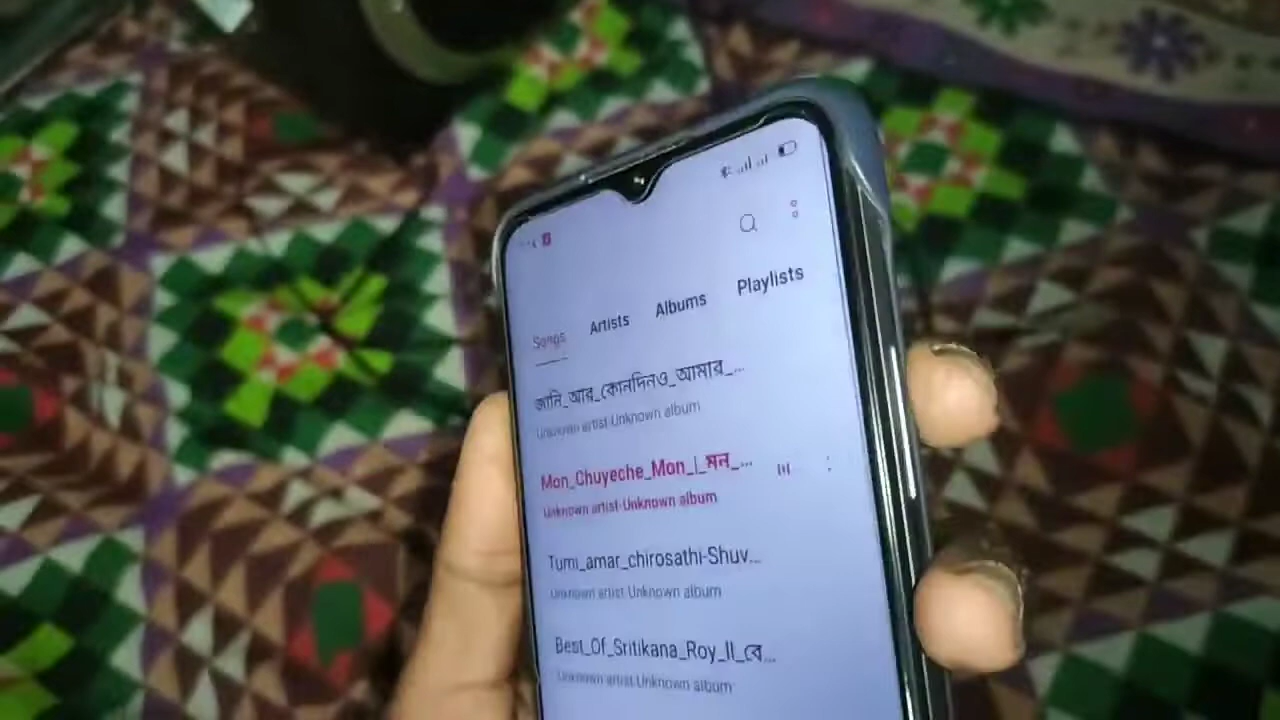 Songs Artists Albums Playlists
জানি_আর_কোনদিনও_আমার_...
Unknown artist-Unknown album
Mon_Chuyeche_Mon_|_মন_...
Unknown artist-Unknown album
Tumi_amar_chirosathi-Shuv...
Unknown artist-Unknown album
Best_Of_Sritikana_Roy_ll_বে...
Unknown artist-Unknown album